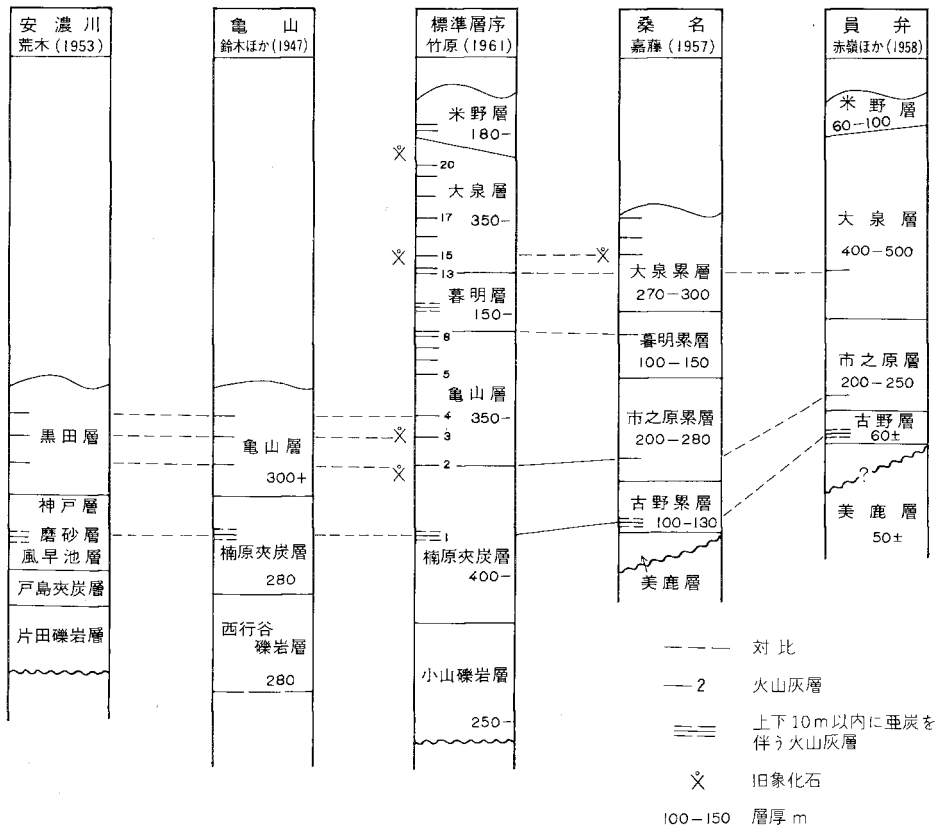 安濃川
荒木(1953)
黒田層
神戸層
磨砂層
風早池層
戸島夾炭層
片田礫岩層
亀山
鈴木ほか(1947)
亀山層
300+
楠原夾炭層
280
西行谷
礫岩層
280
標準層序
竹原(1961)
米野層
180-
20
大泉層
17
350-
15
13
暮明層
150-
8
5
亀山層
350-
4
3
2
1
楠原夾炭層
400-
小山礫岩層
250-
桑名
嘉藤(1957)
大泉累層
270-300
暮明累層
100-150
市之原累層
200-280
古野累層
100-130
美鹿層
員弁
赤嶺ほか(1958)
米野層
60-100
大泉層
400-500
市之原層
200-250
古野層
60±
?
美鹿層
50±
対比
2 火山灰層
上下10m以内に亜炭を
伴う火山灰層
旧象化石
100-150 層厚 m